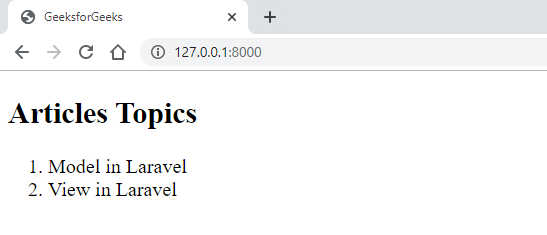 GeeksforGeeks
127.0.0.1:8000
Articles Topics
1. Model in Laravel
2. View in Laravel